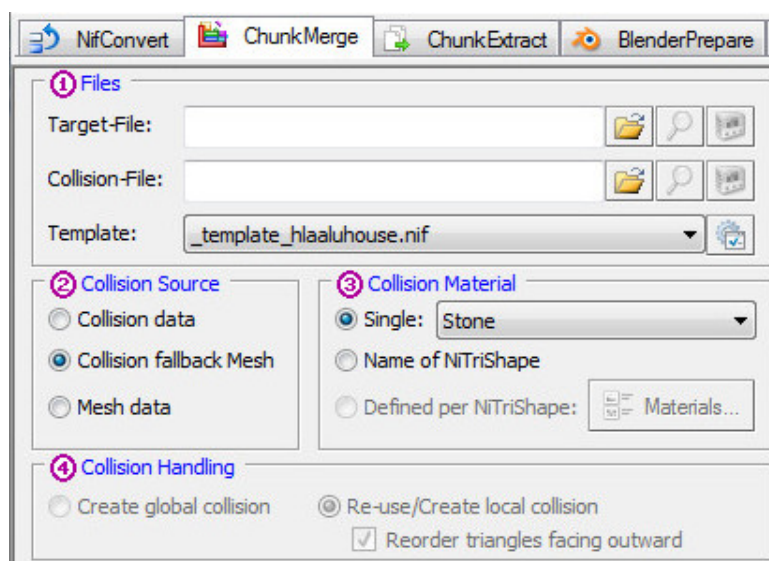 NifConvert ChunkMerge ChunkExtract BlenderPrepare
1 Files
Target-File:
Collision-File:
Template: _template_hlaaluhouse.nif
2 Collision Source
Collision data
Collision fallback Mesh
Mesh data
3 Collision Material
Single: Stone
Name of NiTriShape
Defined per NiTriShape: Materials...
4 Collision Handling
Create global collision Re-use/Create local collision
Reorder triangles facing outward